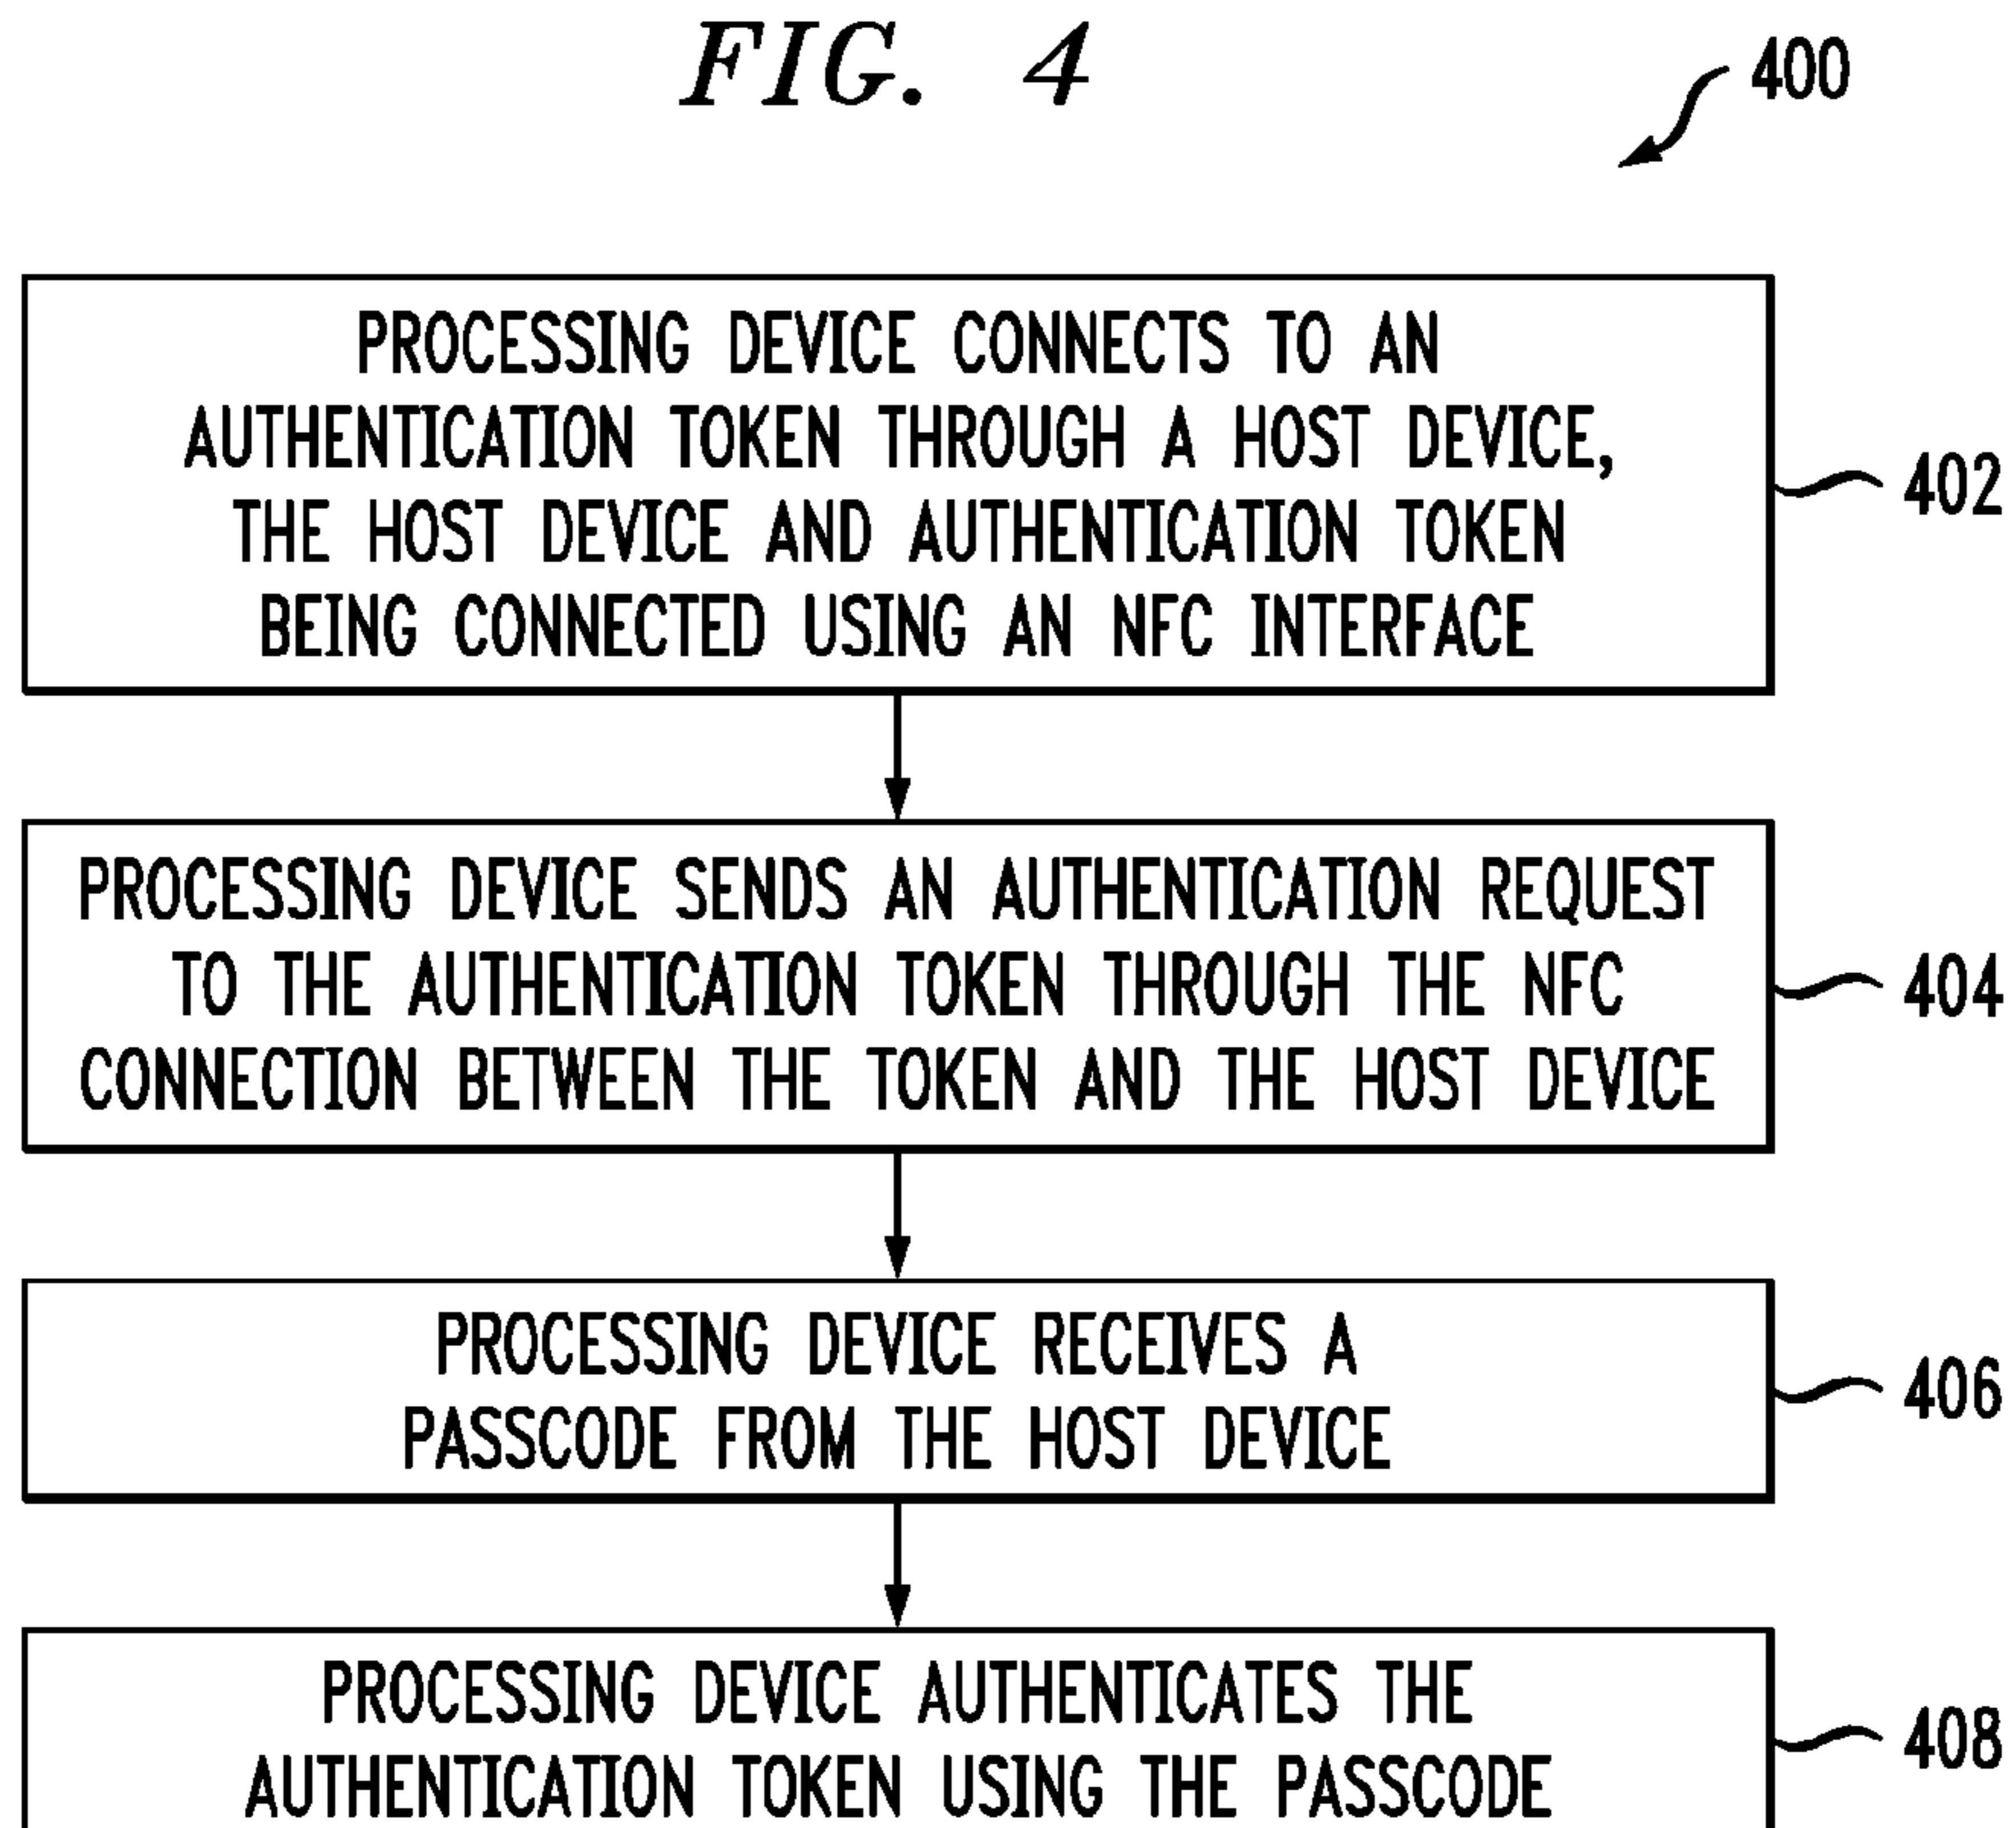 FIG. 4
400
PROCESSING DEVICE CONNECTS TO AN
AUTHENTICATION TOKEN THROUGH A HOST DEVICE,
THE HOST DEVICE AND AUTHENTICATION TOKEN
BEING CONNECTED USING AN NFC INTERFACE
402
PROCESSING DEVICE SENDS AN AUTHENTICATION REQUEST
TO THE AUTHENTICATION TOKEN THROUGH THE NFC
CONNECTION BETWEEN THE TOKEN AND THE HOST DEVICE
404
PROCESSING DEVICE RECEIVES A
PASSCODE FROM THE HOST DEVICE
406
PROCESSING DEVICE AUTHENTICATES THE
AUTHENTICATION TOKEN USING THE PASSCODE
408